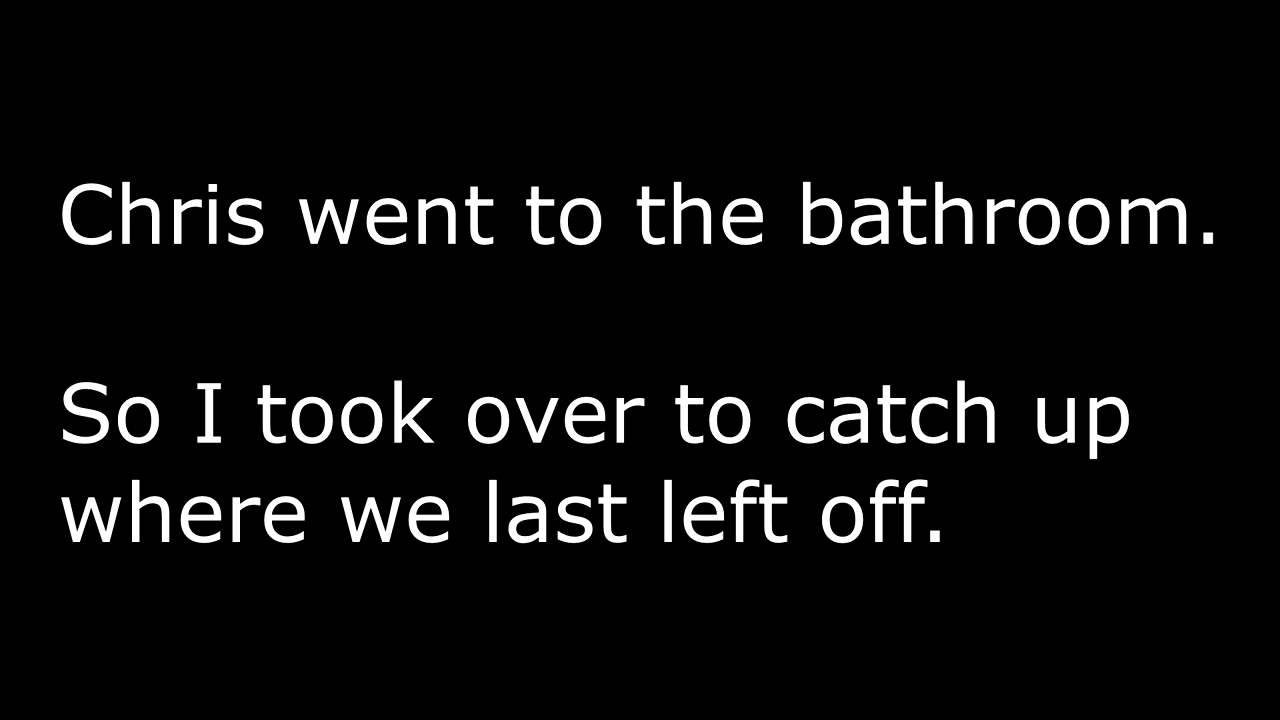 Chris went to the bathroom.
So I took over to catch up
where we last left off.